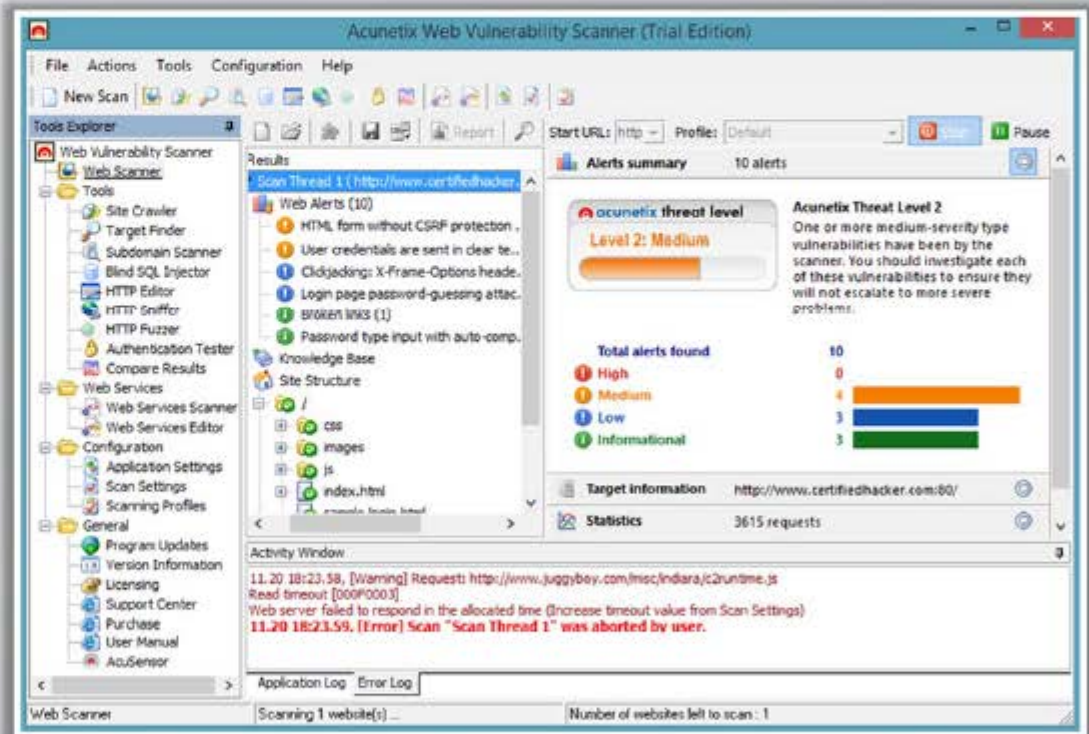 Acunetix Web Vulnerability Scanner (Trial Edition)
File Actions Tools Configuration Help
New Scan
Tools Explorer
Web Vulnerability Scanner
Web Scanner
Tools
Site Crawler
Target Finder
Subdomain Scanner
Blind SQL Injector
HTTP Editor
HTTP Sniffer
HTTP Fuzzer
Authentication Tester
Compare Results
Web Services
Web Services Scanner
Web Services Editor
Configuration
Application Settings
Scan Settings
Scanning Profiles
General
Program Updates
Version Information
Licensing
Support Center
Purchase
User Manual
AcuSensor
Report
Start URL: http Profile: Default Pause
Results
Scan Thread 1 ( http://www.certifiedhacker.
Web Alerts (10)
HTML form without CSRF protection .
User credentials are sent in clear te...
Clickjacking: X-Frame-Options heade.
Login page password-guessing attac.
Broken links (1)
Password type input with auto-comp.
Knowledge Base
Site Structure
/
css
images
js
index.html
sample-login.html
Alerts summary 10 alerts
acunetix threat level
Level 2: Medium
Acunetix Threat Level 2
One or more medium-severity type
vulnerabilities have been by the
scanner. You should investigate each
of these vulnerabilities to ensure they
will not escalate to more severe
problems.
Total alerts found 10
High 0
Medium 4
Low 3
Informational 3
Target information http://www.certifiedhacker.com:80/
Statistics 3615 requests
Activity Window
11.20 18:23.58, [Warning] Request: http://www.juggyboy.com/misc/indiara/c2runtime.js
Read timeout [000F0003]
Web server failed to respond in the allocated time (Increase timeout value from Scan Settings)
11.20 18:23.59, [Error] Scan "Scan Thread 1" was aborted by user.
Application Log Error Log
Web Scanner Scanning 1 website(s) ... Number of websites left to scan : 1